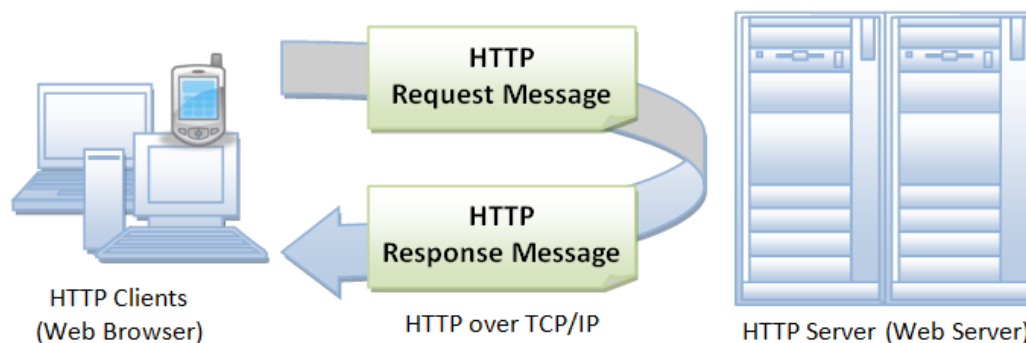 HTTP
Request Message
HTTP
Response Message
HTTP Clients
(Web Browser)
HTTP over TCP/IP
HTTP Server (Web Server)